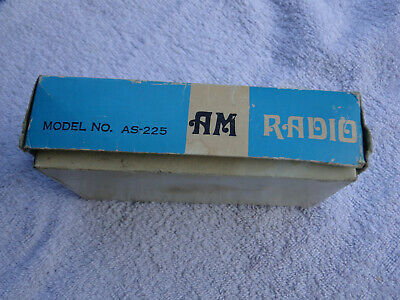 MODEL NO. AS-225 AM RADIO